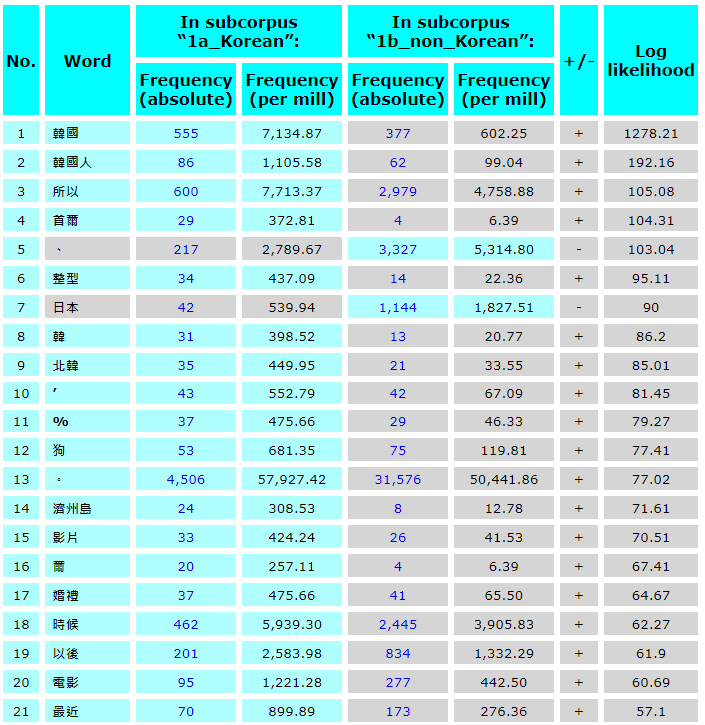 No. Word In subcorpus "1a_Korean": In subcorpus "1b_non_Korean": +/- Log likelihood
Frequency (absolute) Frequency (per mill) Frequency (absolute) Frequency (per mill)
1 韓國 555 7,134.87 377 602.25 + 1278.21
2 韓國人 86 1,105.58 62 99.04 + 192.16
3 所以 600 7,713.37 2,979 4,758.88 + 105.08
4 首爾 29 372.81 4 6.39 + 104.31
5 、 217 2,789.67 3,327 5,314.80 - 103.04
6 整型 34 437.09 14 22.36 + 95.11
7 日本 42 539.94 1,144 1,827.51 - 90
8 韓 31 398.52 13 20.77 + 86.2
9 北韓 35 449.95 21 33.55 + 85.01
10 ’ 43 552.79 42 67.09 + 81.45
11 % 37 475.66 29 46.33 + 79.27
12 狗 53 681.35 75 119.81 + 77.41
13 。 4,506 57,927.42 31,576 50,441.86 + 77.02
14 濟州島 24 308.53 8 12.78 + 71.61
15 影片 33 424.24 26 41.53 + 70.51
16 爾 20 257.11 4 6.39 + 67.41
17 婚禮 37 475.66 41 65.50 + 64.67
18 時候 462 5,939.30 2,445 3,905.83 + 62.27
19 以後 201 2,583.98 834 1,332.29 + 61.9
20 電影 95 1,221.28 277 442.50 + 60.69
21 最近 70 899.89 173 276.36 + 57.1